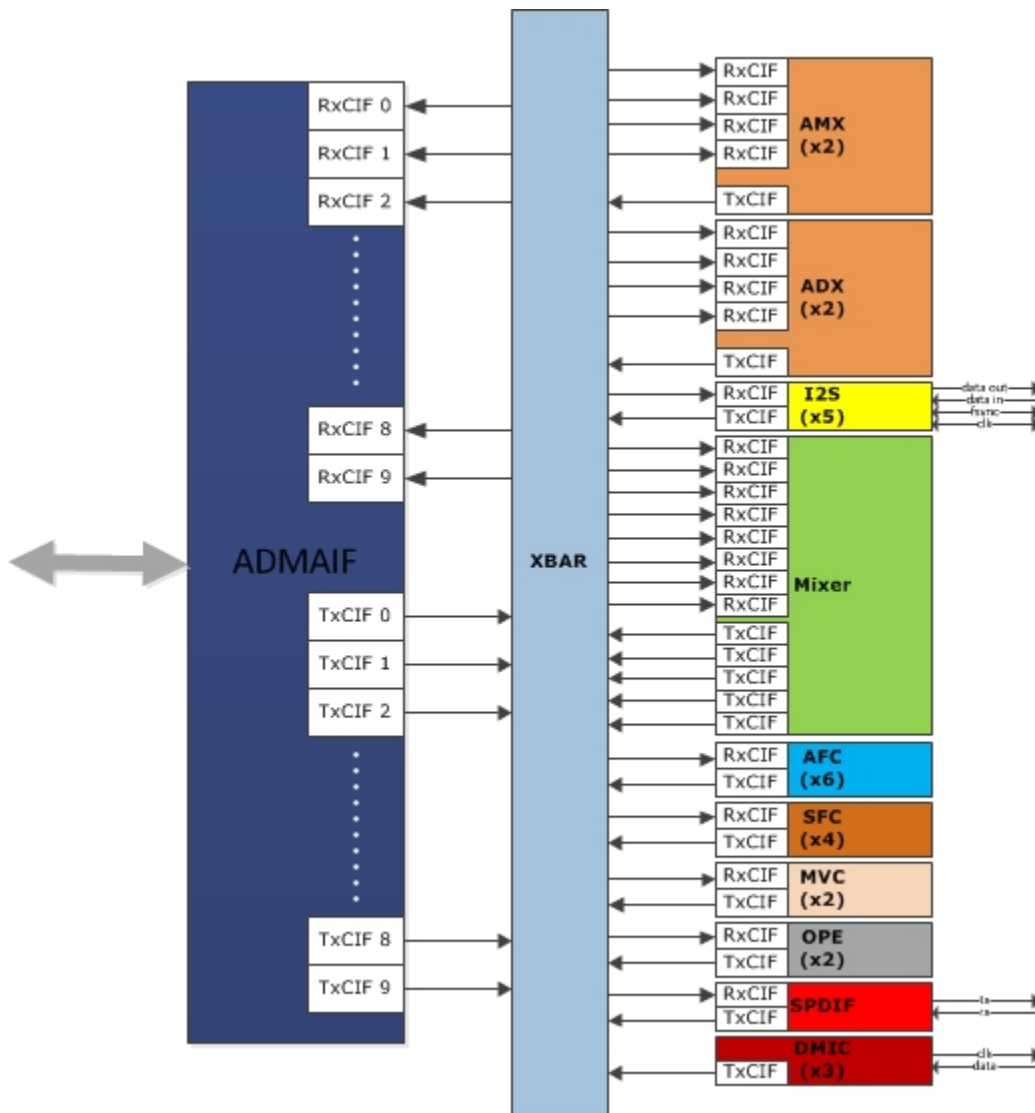 RxCIF 0
RxCIF 1
RxCIF 2
RxCIF 8
RxCIF 9
ADMAIF
TxCIF 0
TxCIF 1
TxCIF 2
TxCIF 8
TxCIF 9
XBAR
RxCIF
RxCIF
RxCIF
RxCIF
TxCIF
AMX
(x2)
RxCIF
RxCIF
RxCIF
RxCIF
TxCIF
ADX
(x2)
RxCIF
TxCIF
I2S
(x5)
data out
data in
fsync
clk
RxCIF
RxCIF
RxCIF
RxCIF
RxCIF
RxCIF
RxCIF
RxCIF
TxCIF
TxCIF
TxCIF
TxCIF
TxCIF
Mixer
RxCIF
TxCIF
AFC
(x6)
RxCIF
TxCIF
SFC
(x4)
RxCIF
TxCIF
MVC
(x2)
RxCIF
TxCIF
OPE
(x2)
RxCIF
TxCIF
SPDIF
TxCIF
DMIC
(x3)
clk
data